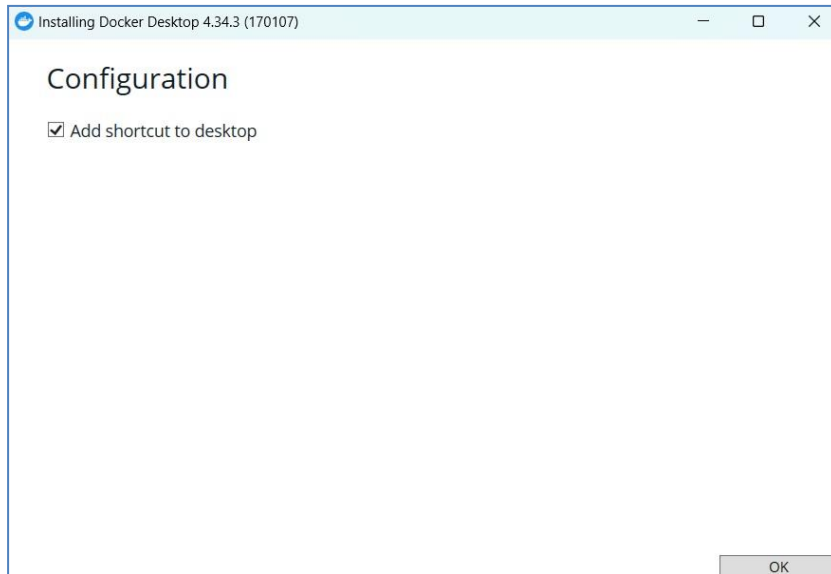 Installing Docker Desktop 4.34.3 (170107)
Configuration
Add shortcut to desktop
OK